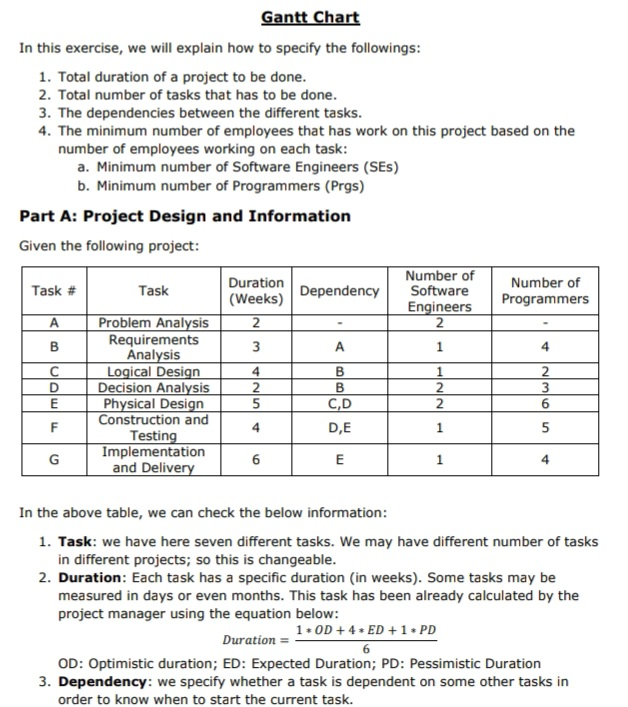 Gantt Chart
In this exercise, we will explain how to specify the followings:
1. Total duration of a project to be done.
2. Total number of tasks that has to be done.
3. The dependencies between the different tasks.
4. The minimum number of employees that has work on this project based on the
number of employees working on each task:
a. Minimum number of Software Engineers (SEs)
b. Minimum number of Programmers (Prgs)
Part A: Project Design and Information
Given the following project:
Task # Task Duration (Weeks) Dependency Number of Software Engineers Number of Programmers
A Problem Analysis 2 - 2 -
B Requirements Analysis 3 A 1 4
C Logical Design 4 B 1 2
D Decision Analysis 2 B 2 3
E Physical Design 5 C,D 2 6
F Construction and Testing 4 D,E 1 5
G Implementation and Delivery 6 E 1 4
In the above table, we can check the below information:
1. Task: we have here seven different tasks. We may have different number of tasks
in different projects; so this is changeable.
2. Duration: Each task has a specific duration (in weeks). Some tasks may be
measured in days or even months. This task has been already calculated by the
project manager using the equation below:
Duration = 1 * OD + 4 * ED + 1 * PD
6
OD: Optimistic duration; ED: Expected Duration; PD: Pessimistic Duration
3. Dependency: we specify whether a task is dependent on some other tasks in
order to know when to start the current task.